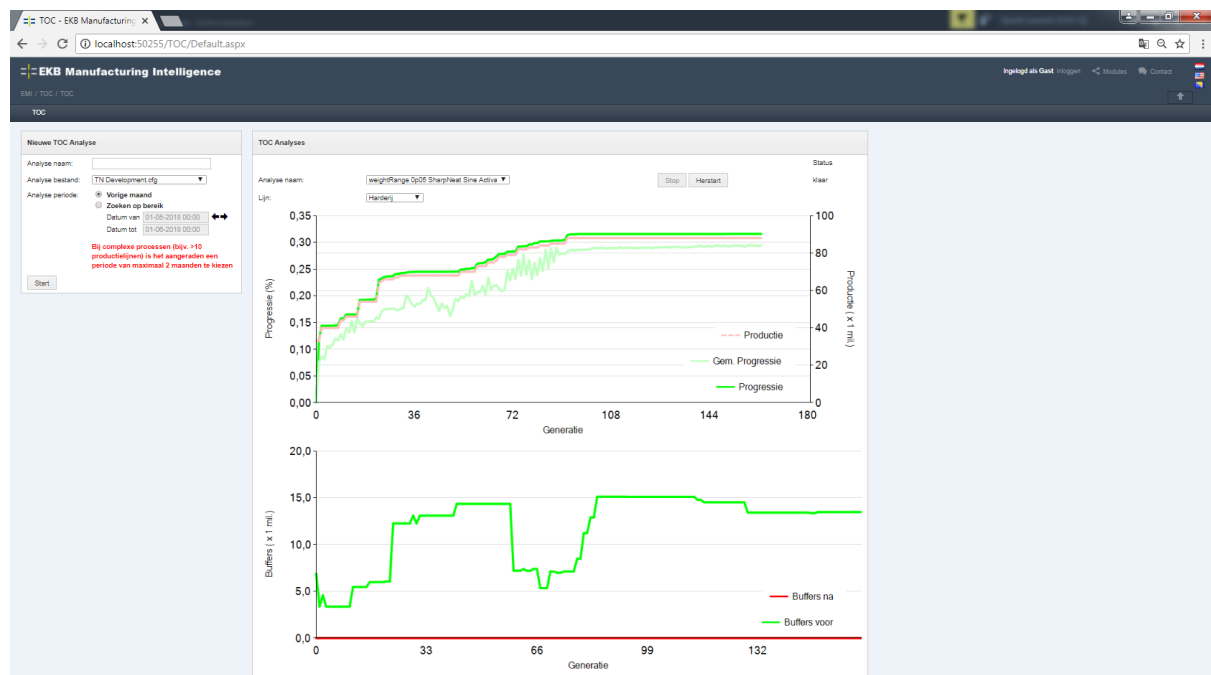 TOC - EKB Manufacturing
localhost:50255/TOC/Default.aspx
EKB Manufacturing Intelligence
Ingelogd als Gast inloggen Modules Contact
EMI / TOC / TOC
TOC
Nieuwe TOC Analyse
Analyse naam:
Analyse bestand: TN Development.cfg
Analyse periode: Vorige maand
Zoeken op bereik
Datum van 01-05-2018 00:00
Datum tot 01-06-2018 00:00
Bij complexe processen (bijv. >10
productielijnen) is het aangeraden een
periode van maximaal 2 maanden te kiezen
Start
TOC Analyses
Status
Analyse naam: weightRange 0p05 SharpNeat Sine Activa Stop Herstart klaar
Lijn: Harderij
0,35 100
0,30
80
0,25
60
0,20
0,15
40
0,10
20
0,05
0,00 0
Progressie (%)
Productie ( x 1 mil.)
Productie
Gem. Progressie
Progressie
0 36 72 108 144 180
Generatie
20,0
15,0
10,0
5,0
0,0
Buffers ( x 1 mil.)
Buffers na
Buffers voor
0 33 66 99 132
Generatie